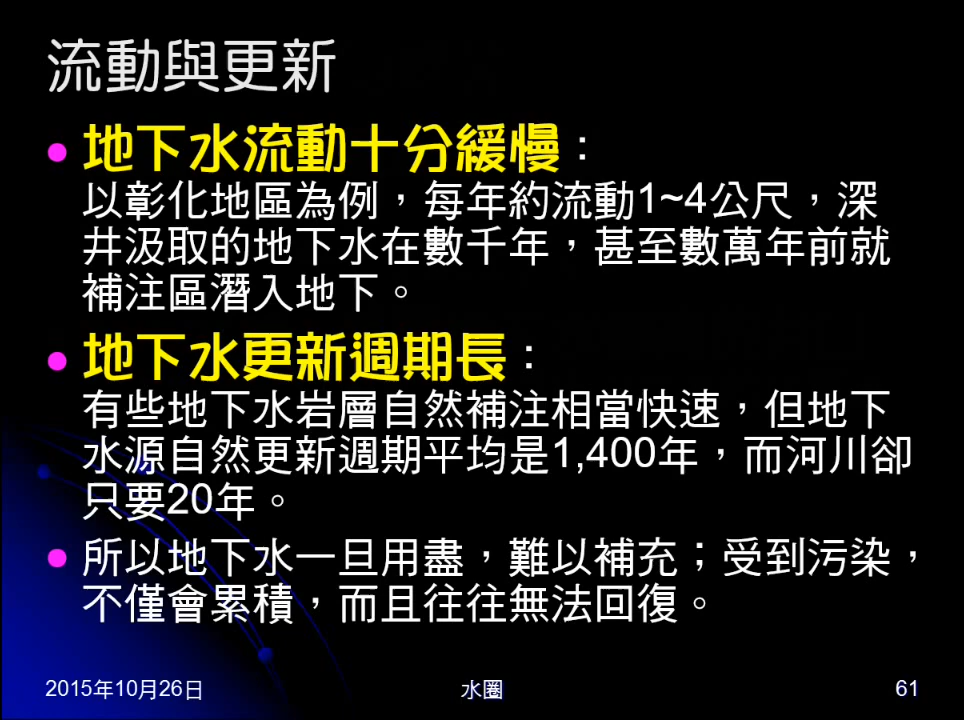 流動與更新
• 地下水流動十分緩慢：
以彰化地區為例，每年約流動1~4公尺，深
井汲取的地下水在數千年，甚至數萬年前就
補注區潛入地下。
• 地下水更新週期長：
有些地下水岩層自然補注相當快速，但地下
水源自然更新週期平均是1,400年，而河川卻
只要20年。
• 所以地下水一旦用盡，難以補充；受到污染，
不僅會累積，而且往往無法回復。
2015年10月26日
水圈
61